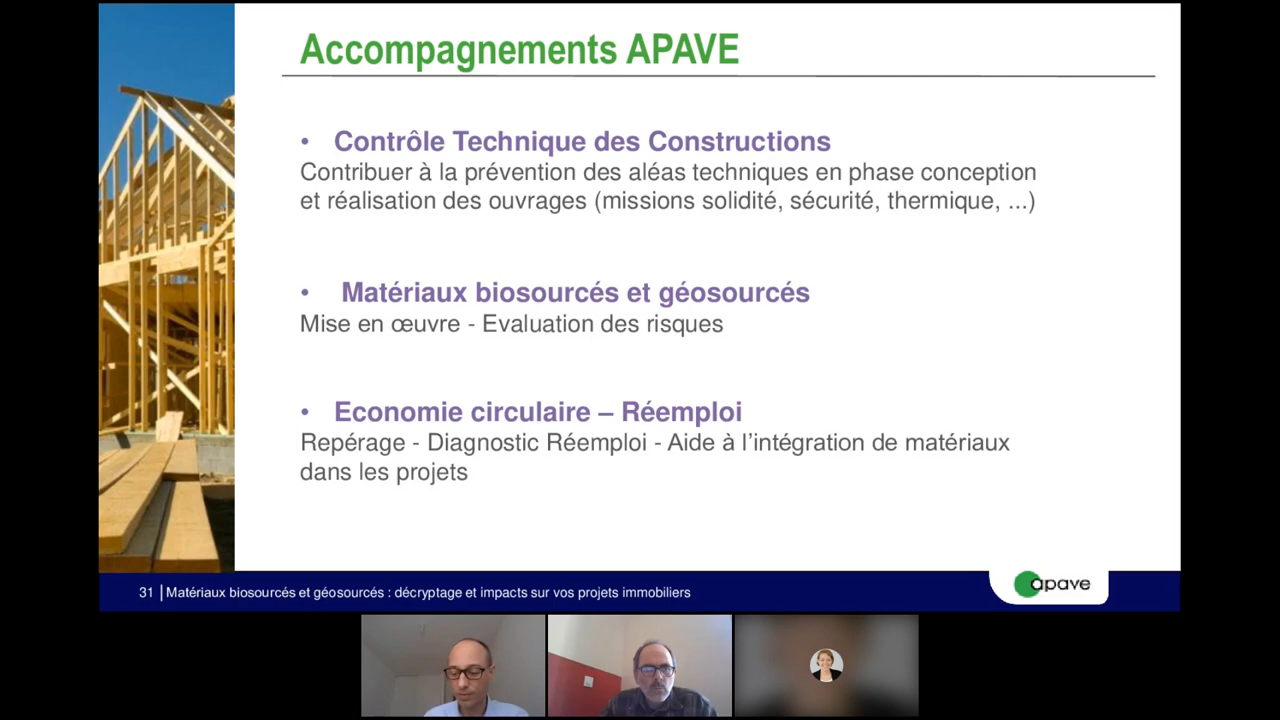 Accompagnements APAVE
• Contrôle Technique des Constructions
Contribuer à la prévention des aléas techniques en phase conception
et réalisation des ouvrages (missions solidité, sécurité, thermique, ...)
• Matériaux biosourcés et géosourcés
Mise en œuvre - Evaluation des risques
• Economie circulaire – Réemploi
Repérage - Diagnostic Réemploi - Aide à l'intégration de matériaux
dans les projets
31 | Matériaux biosourcés et géosourcés : décryptage et impacts sur vos projets immobiliers
apave